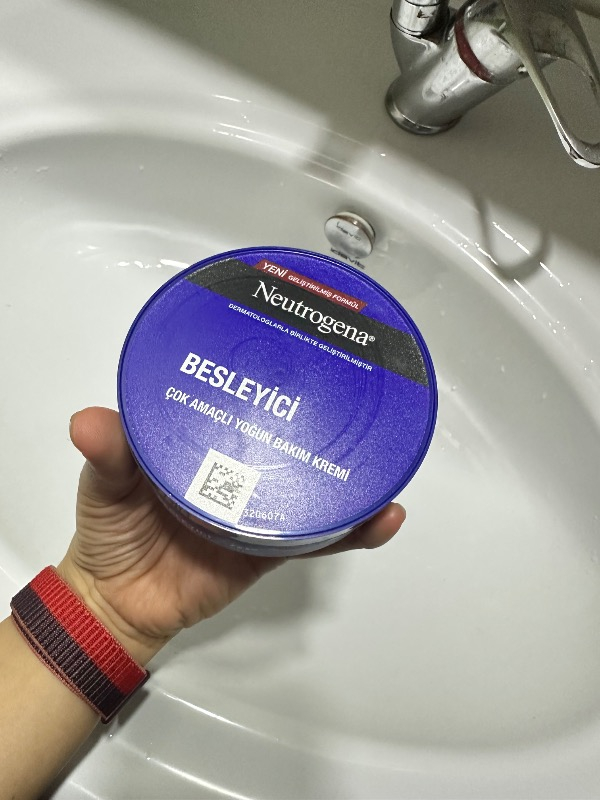 YENİ GELİŞTİRİLMİŞ FORMÜL
Neutrogena®
DERMATOLOGLARLA BİRLİKTE GELİŞTİRİLMİŞTİR
BESLEYİCİ
ÇOK AMAÇLI YOĞUN BAKIM KREMİ
320607A